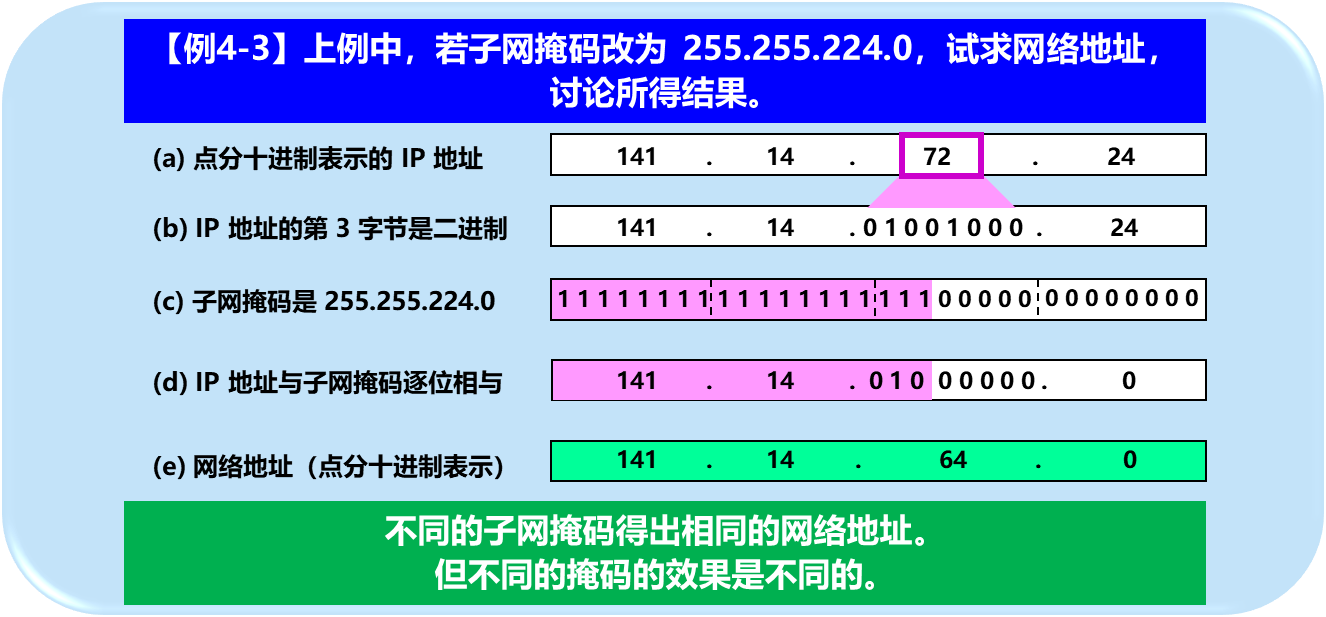 【例4-3】上例中，若子网掩码改为 255.255.224.0，试求网络地址，
讨论所得结果。
(a) 点分十进制表示的 IP 地址 141 . 14 . 72 . 24
(b) IP 地址的第 3 字节是二进制 141 . 14 . 0 1 0 0 1 0 0 0 . 24
(c) 子网掩码是 255.255.224.0 1 1 1 1 1 1 1 1 1 1 1 1 1 1 1 1 1 1 1 0 0 0 0 0 0 0 0 0 0 0 0 0
(d) IP 地址与子网掩码逐位相与 141 . 14 . 0 1 0 0 0 0 0 0 . 0
(e) 网络地址（点分十进制表示） 141 . 14 . 64 . 0
不同的子网掩码得出相同的网络地址。
但不同的掩码的效果是不同的。